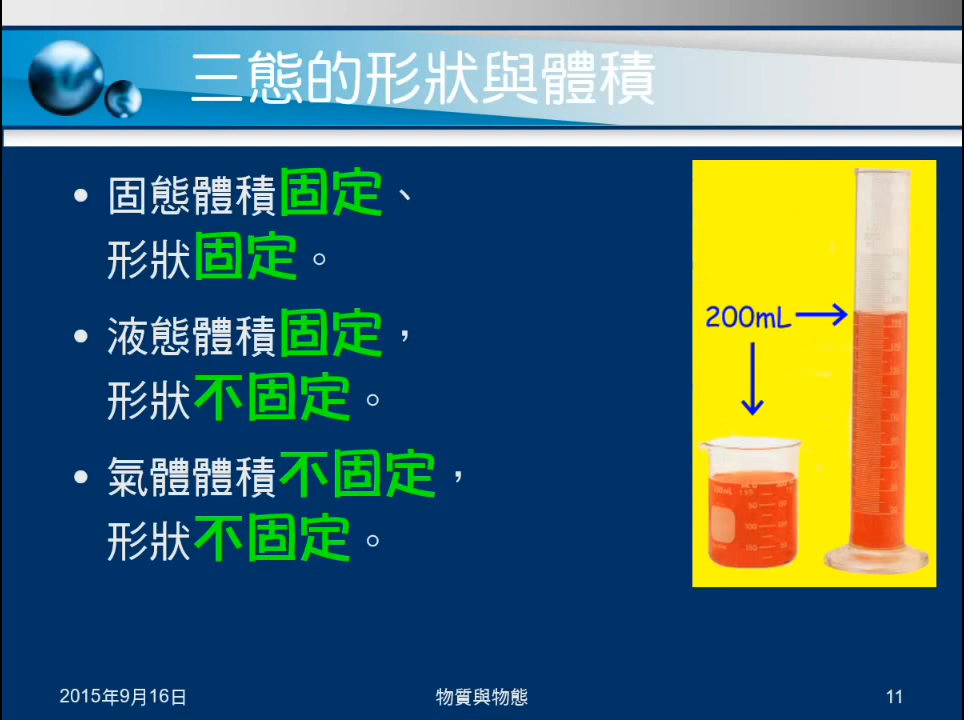 三態的形狀與體積
• 固態體積固定、
形狀固定。
• 液態體積固定，
形狀不固定。
• 氣體體積不固定，
形狀不固定。
200mL
2015年9月16日
物質與物態
11